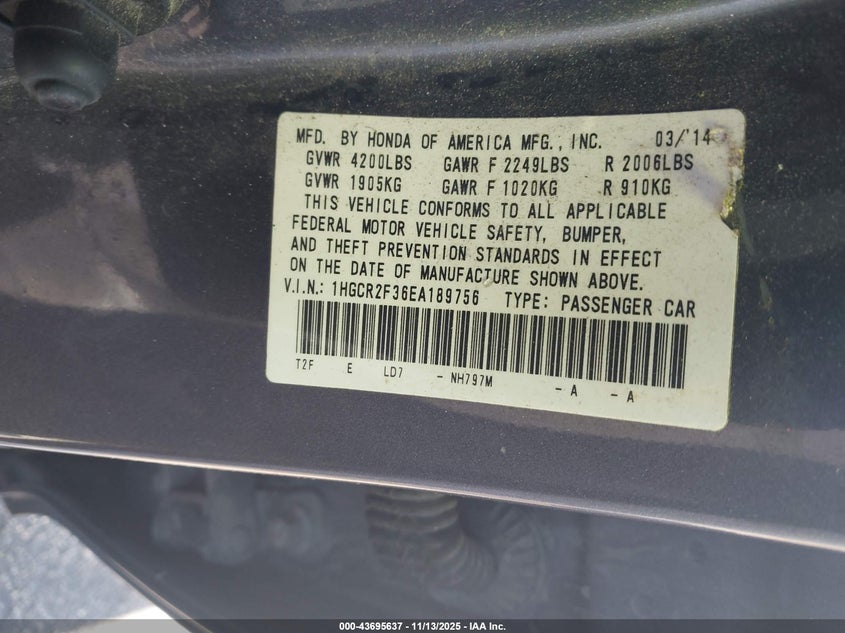 MFD. BY HONDA OF AMERICA MFG., INC. 03/'14
GVWR 4200LBS GAWR F 2249LBS R 2006LBS
GVWR 1905KG GAWR F 1020KG R 910KG
THIS VEHICLE CONFORMS TO ALL APPLICABLE
FEDERAL MOTOR VEHICLE SAFETY, BUMPER,
AND THEFT PREVENTION STANDARDS IN EFFECT
ON THE DATE OF MANUFACTURE SHOWN ABOVE.
V.I.N.: 1HGCR2F36EA189756 TYPE: PASSENGER CAR
T2F E LD7 - NH797M - A - A
000-43695637 - 11/13/2025 - IAA Inc.